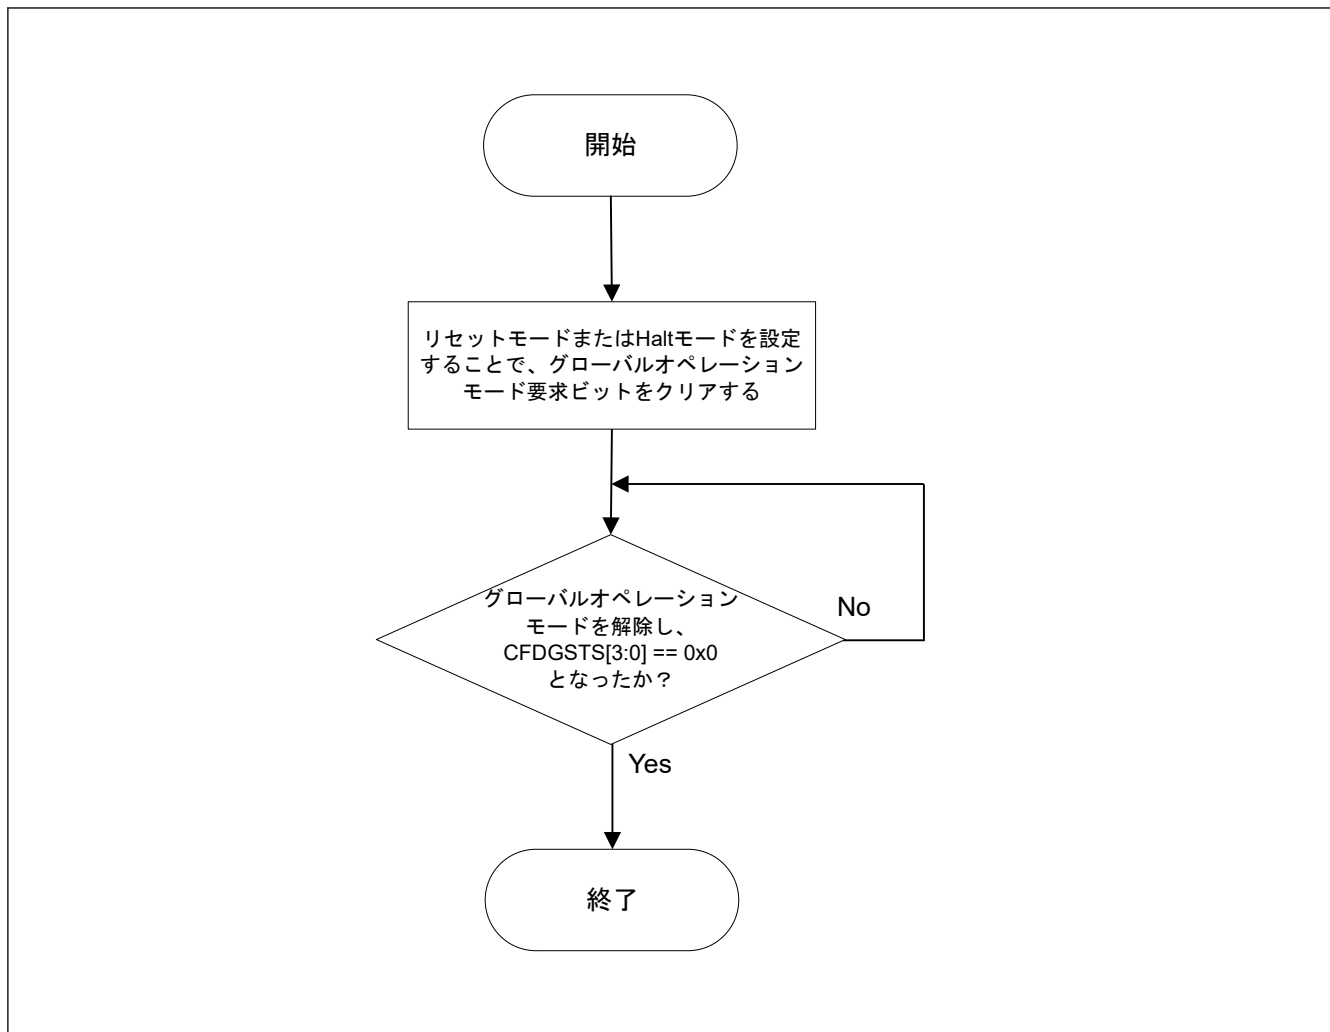 開始
リセットモードまたはHaltモードを設定
することで、グローバルオペレーション
モード要求ビットをクリアする
グローバルオペレーション
モードを解除し、
CFDGSTS[3:0] == 0x0
となったか？
No
Yes
終了